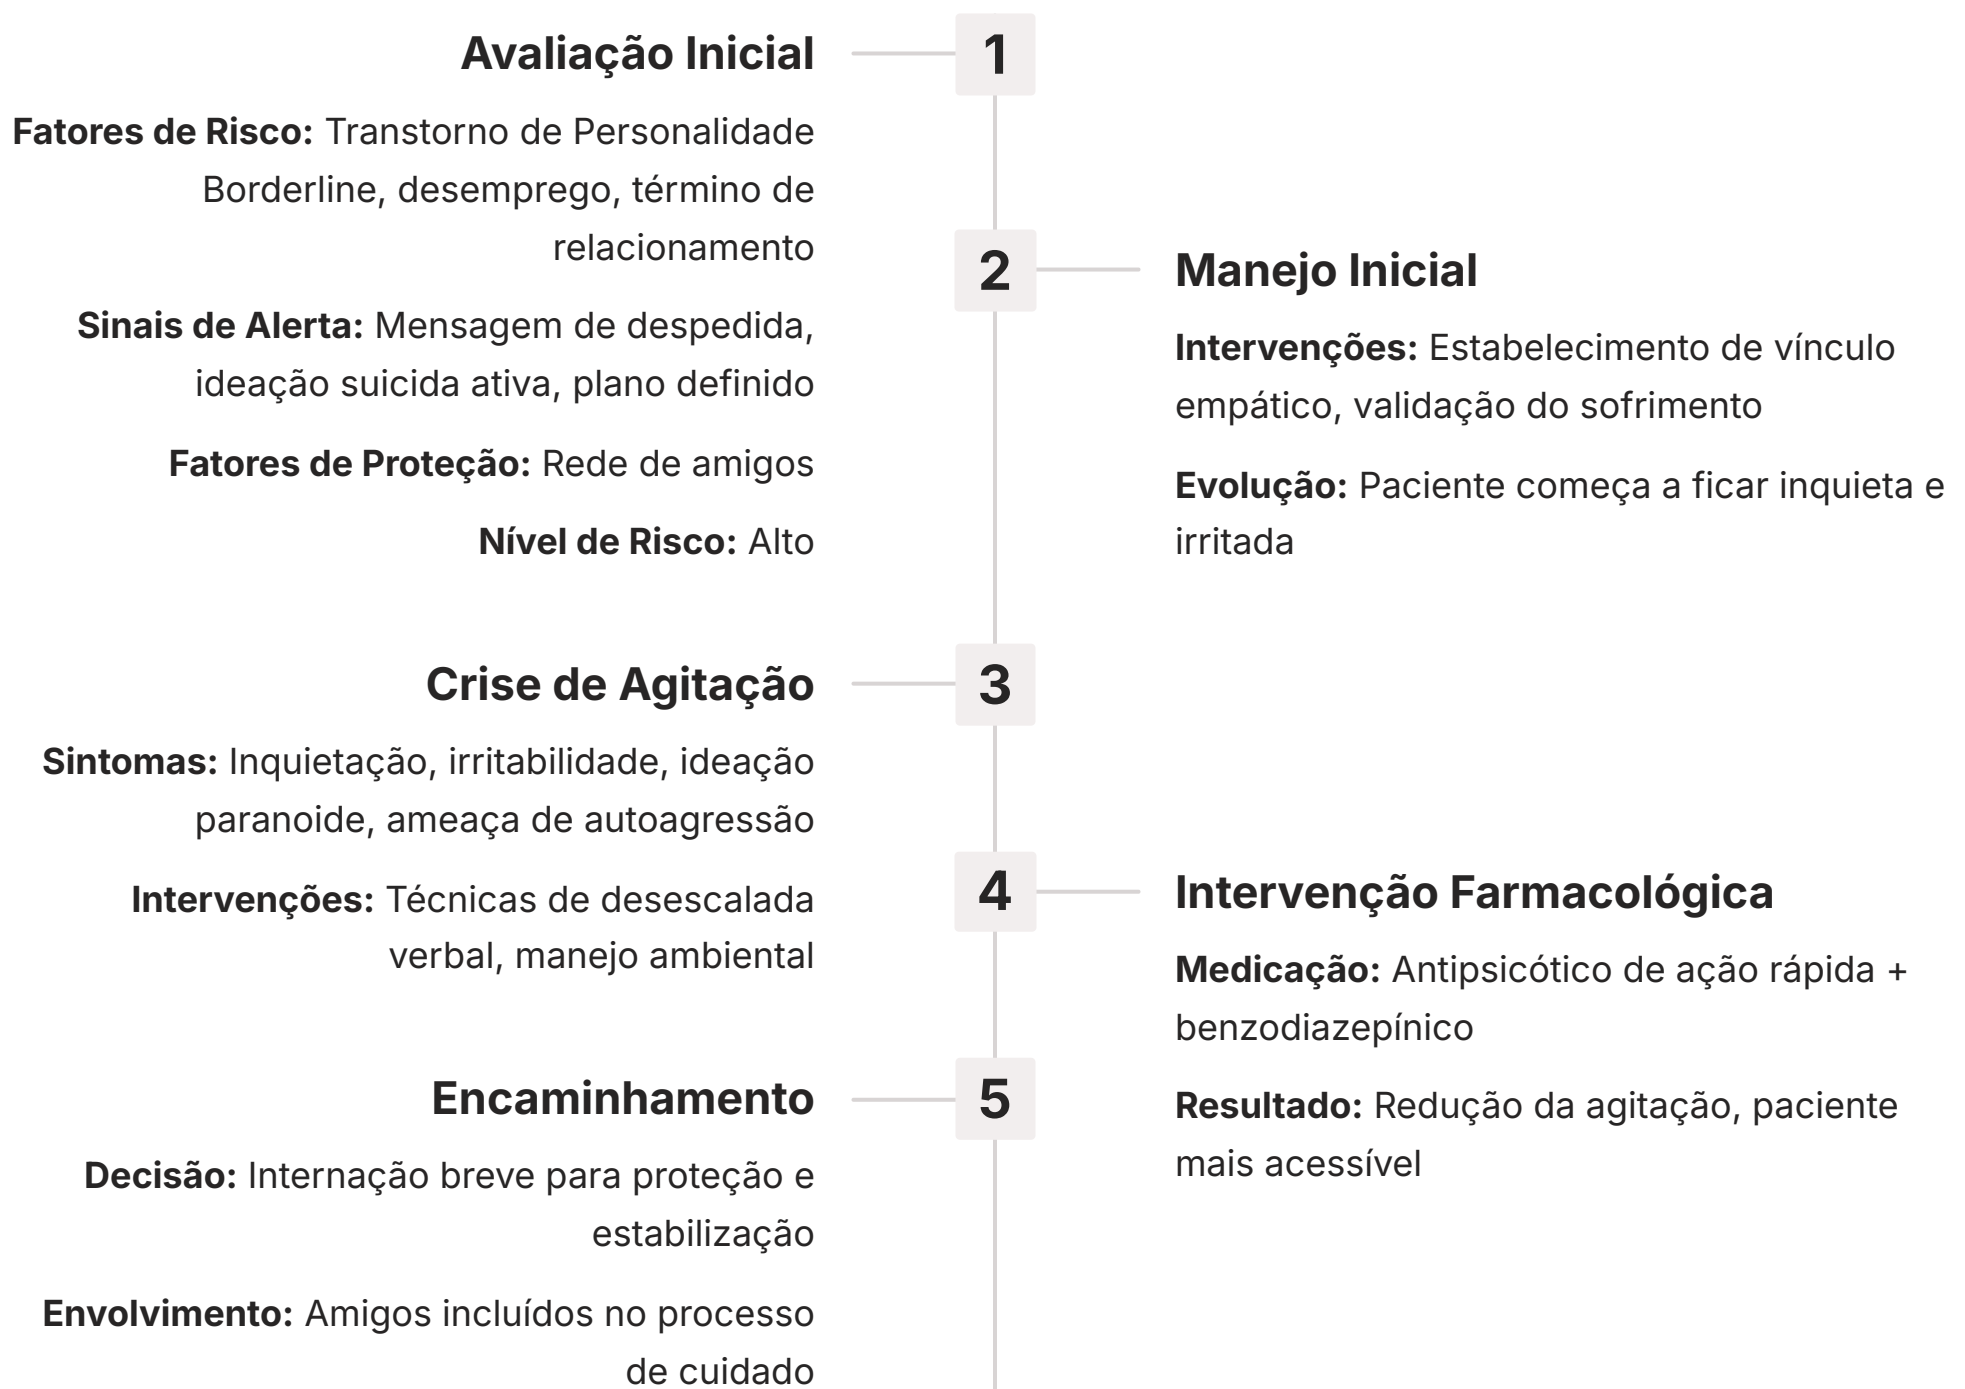 Avaliação Inicial
1
Fatores de Risco: Transtorno de Personalidade
Borderline, desemprego, término de
relacionamento
Sinais de Alerta: Mensagem de despedida,
ideação suicida ativa, plano definido
Fatores de Proteção: Rede de amigos
Nível de Risco: Alto
2
Manejo Inicial
Intervenções: Estabelecimento de vínculo
empático, validação do sofrimento
Evolução: Paciente começa a ficar inquieta e
irritada
Crise de Agitação
3
Sintomas: Inquietação, irritabilidade, ideação
paranoide, ameaça de autoagressão
Intervenções: Técnicas de desescalada
verbal, manejo ambiental
4
Intervenção Farmacológica
Medicação: Antipsicótico de ação rápida +
benzodiazepínico
Resultado: Redução da agitação, paciente
mais acessível
Encaminhamento
5
Decisão: Internação breve para proteção e
estabilização
Envolvimento: Amigos incluídos no processo
de cuidado